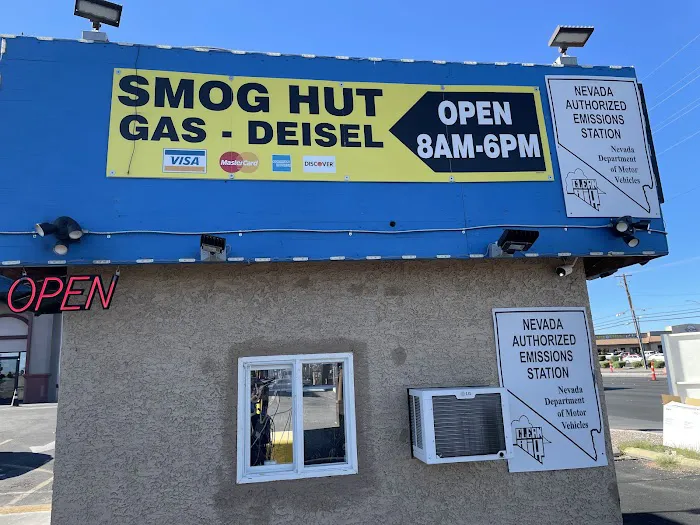 SMOG HUT
GAS - DEISEL
VISA
MasterCard
DISCOVER
OPEN
8AM-6PM
NEVADA
AUTHORIZED
EMISSIONS
STATION
Nevada
Department
of Motor
Vehicles
CLEAN
OPEN
NEVADA
AUTHORIZED
EMISSIONS
STATION
Nevada
Department
of Motor
Vehicles
CLEAN